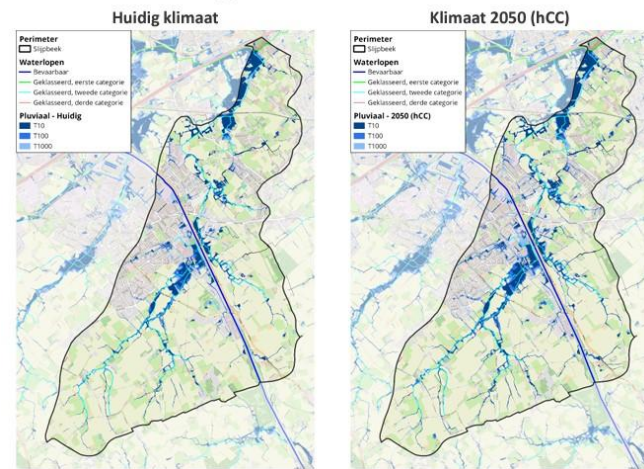 Huidig klimaat
Perimeter
Slijpbeek
Waterlopen
Bevaarbaar
Geklasseerd, eerste categorie
Geklasseerd, tweede categorie
Geklasseerd, derde categorie
Pluviaal - Huidig
T10
T100
T1000
Klimaat 2050 (hCC)
Perimeter
Slijpbeek
Waterlopen
Bevaarbaar
Geklasseerd, eerste categorie
Geklasseerd, tweede categorie
Geklasseerd, derde categorie
Pluviaal - 2050 (hCC)
T10
T100
T1000